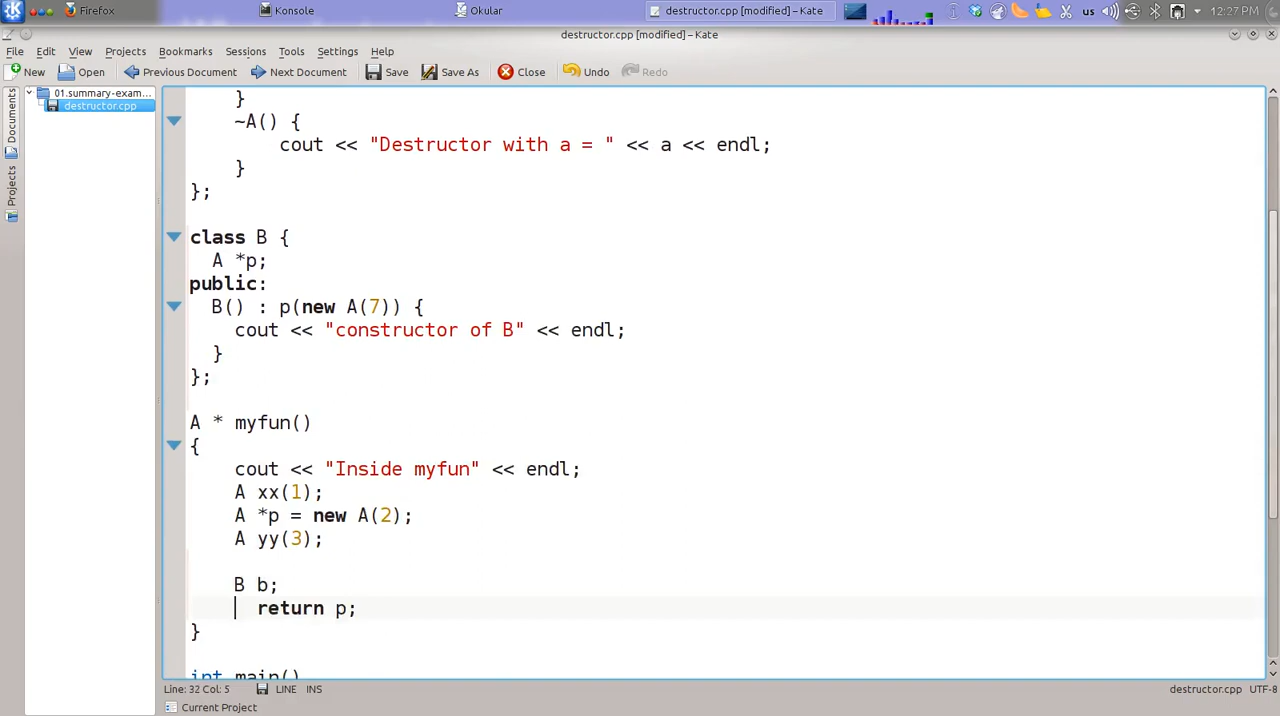 Firefox Konsole Okular destructor.cpp [modified] – Kate us 12:27 PM
destructor.cpp [modified] – Kate
File Edit View Projects Bookmarks Sessions Tools Settings Help
New Open Previous Document Next Document Save Save As Close Undo Redo
Documents
Projects
01.summary-exam...
destructor.cpp
}
~A() {
cout << "Destructor with a = " << a << endl;
}
};
class B {
A *p;
public:
B() : p(new A(7)) {
cout << "constructor of B" << endl;
}
};
A * myfun()
{
cout << "Inside myfun" << endl;
A xx(1);
A *p = new A(2);
A yy(3);
B b;
return p;
}
int main()
Line: 32 Col: 5 LINE INS destructor.cpp UTF-8
Current Project